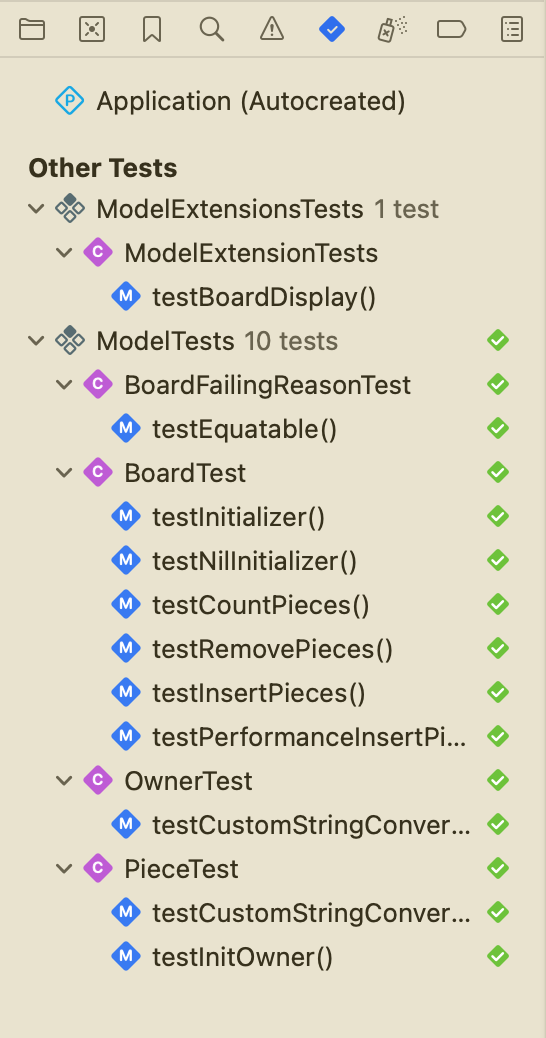 P Application (Autocreated)
Other Tests
ModelExtensionsTests 1 test
C ModelExtensionTests
M testBoardDisplay()
ModelTests 10 tests
C BoardFailingReasonTest
M testEquatable()
C BoardTest
M testInitializer()
M testNilInitializer()
M testCountPieces()
M testRemovePieces()
M testInsertPieces()
M testPerformanceInsertPi...
C OwnerTest
M testCustomStringConver...
C PieceTest
M testCustomStringConver...
M testInitOwner()